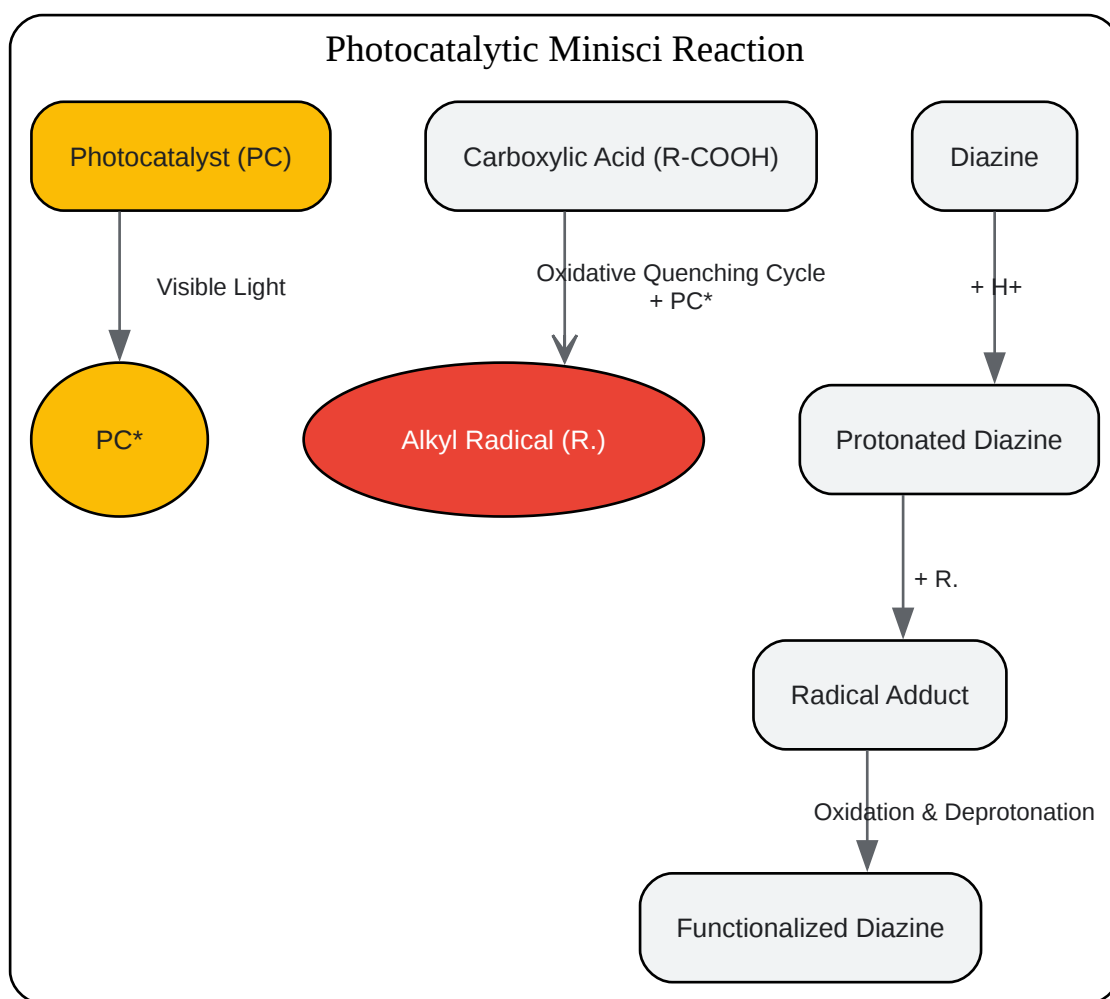 Photocatalytic Minisci Reaction
Photocatalyst (PC)
Carboxylic Acid (R-COOH)
Diazine
Visible Light
Oxidative Quenching Cycle
+ PC*
+ H+
PC*
Alkyl Radical (R.)
Protonated Diazine
+ R.
Radical Adduct
Oxidation & Deprotonation
Functionalized Diazine